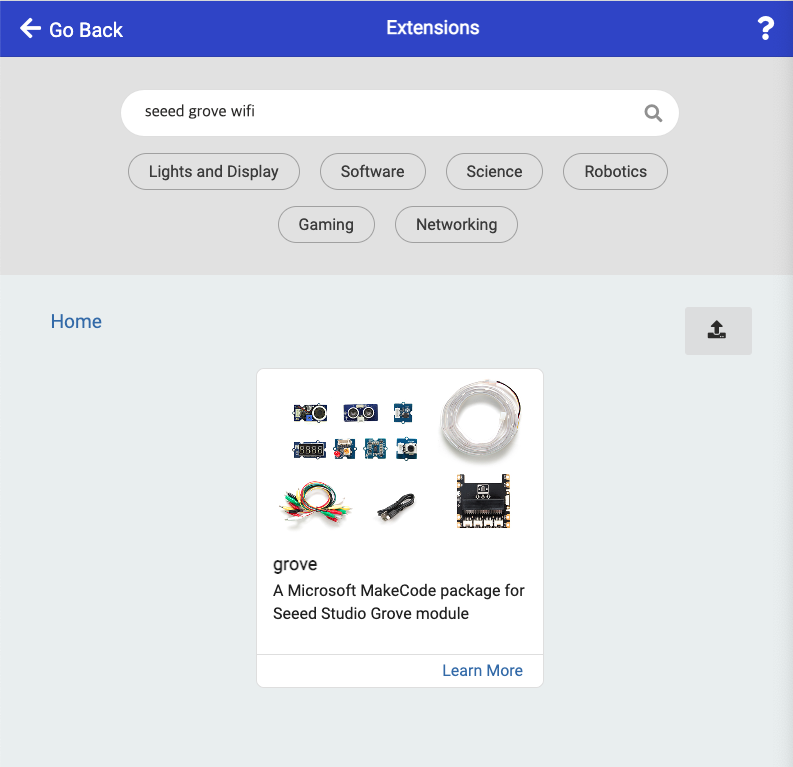 Go Back
Extensions
?
seeed grove wifi
Lights and Display
Software
Science
Robotics
Gaming
Networking
Home
grove
A Microsoft MakeCode package for
Seeed Studio Grove module
Learn More